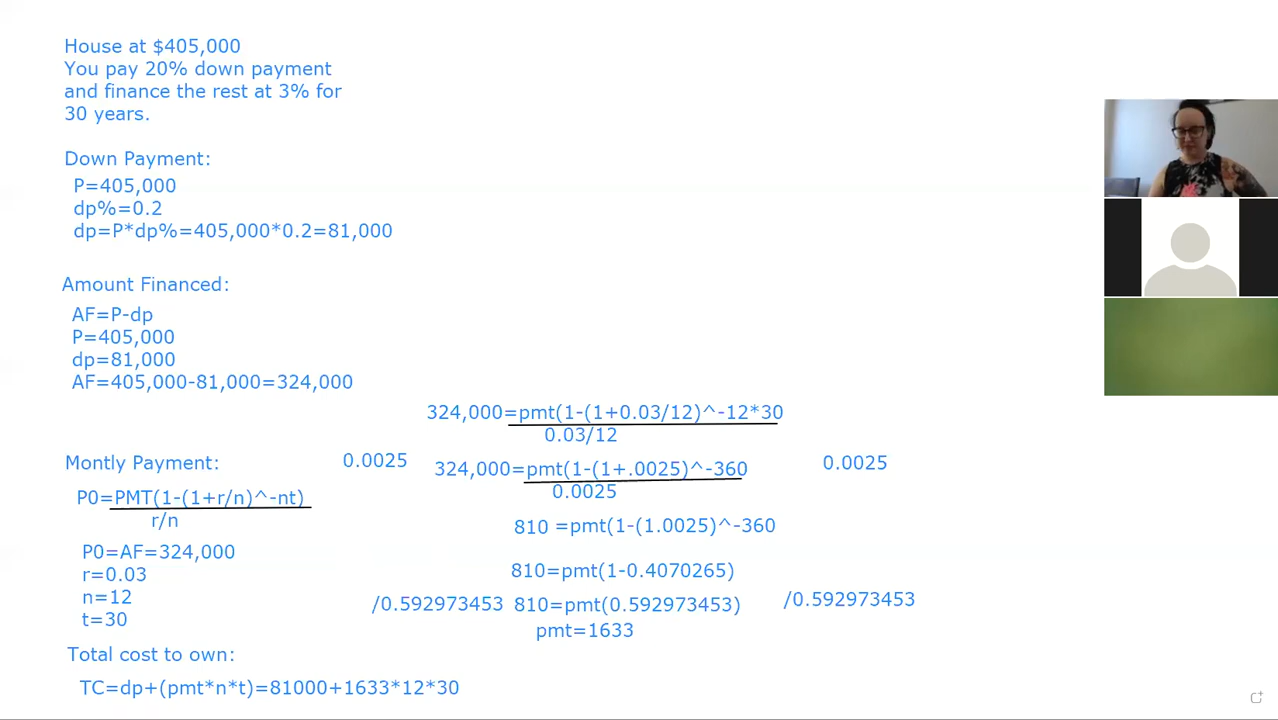 House at $405,000
You pay 20% down payment
and finance the rest at 3% for
30 years.
Down Payment:
P=405,000
dp%=0.2
dp=P*dp%=405,000*0.2=81,000
Amount Financed:
AF=P-dp
P=405,000
dp=81,000
AF=405,000-81,000=324,000
324,000=pmt(1-(1+0.03/12)^-12*30
0.03/12
Montly Payment:
0.0025
324,000=pmt(1-(1+.0025)^-360
0.0025
0.0025
P0=PMT(1-(1+r/n)^-nt)
r/n
810 =pmt(1-(1.0025)^-360
P0=AF=324,000
r=0.03
n=12
t=30
810=pmt(1-0.4070265)
/0.592973453 810=pmt(0.592973453) /0.592973453
pmt=1633
Total cost to own:
TC=dp+(pmt*n*t)=81000+1633*12*30